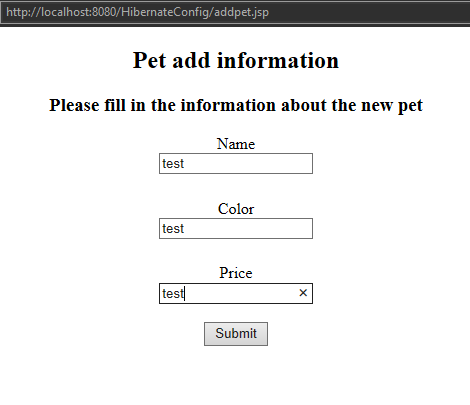 http://localhost:8080/HibernateConfig/addpet.jsp
Pet add information
Please fill in the information about the new pet
Name
test
Color
test
Price
test
Submit